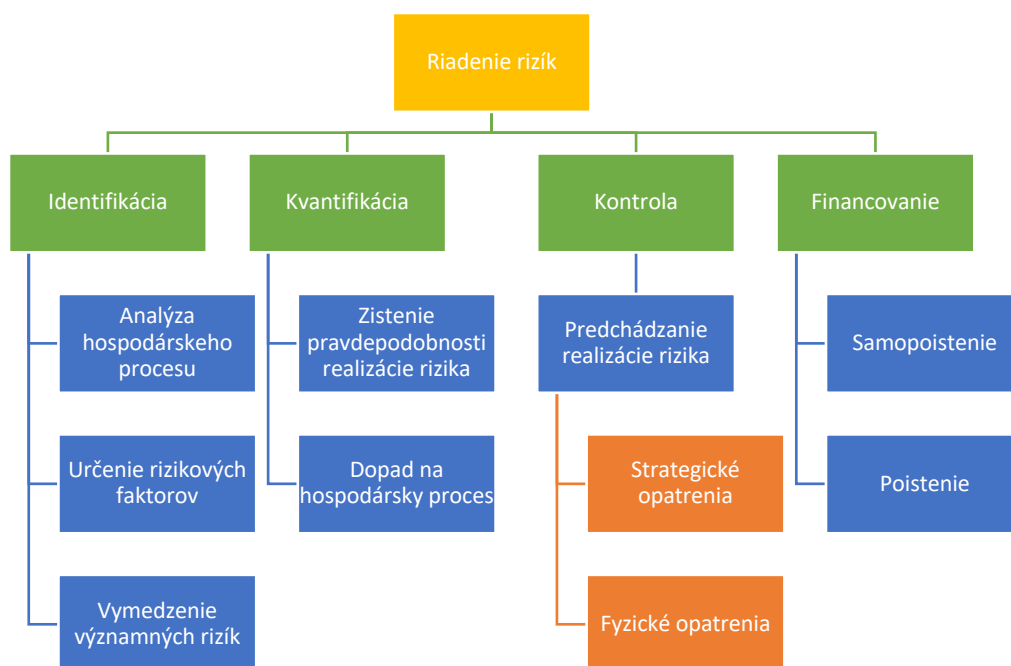 Riadenie rizík
Identifikácia
Kvantifikácia
Kontrola
Financovanie
Analýza
hospodárskeho
procesu
Zistenie
pravdepodobnosti
realizácie rizika
Predchádzanie
realizácie rizika
Samopoistenie
Určenie rizikových
faktorov
Dopad na
hospodársky proces
Strategické
opatrenia
Poistenie
Vymedzenie
významných rizík
Fyzické opatrenia